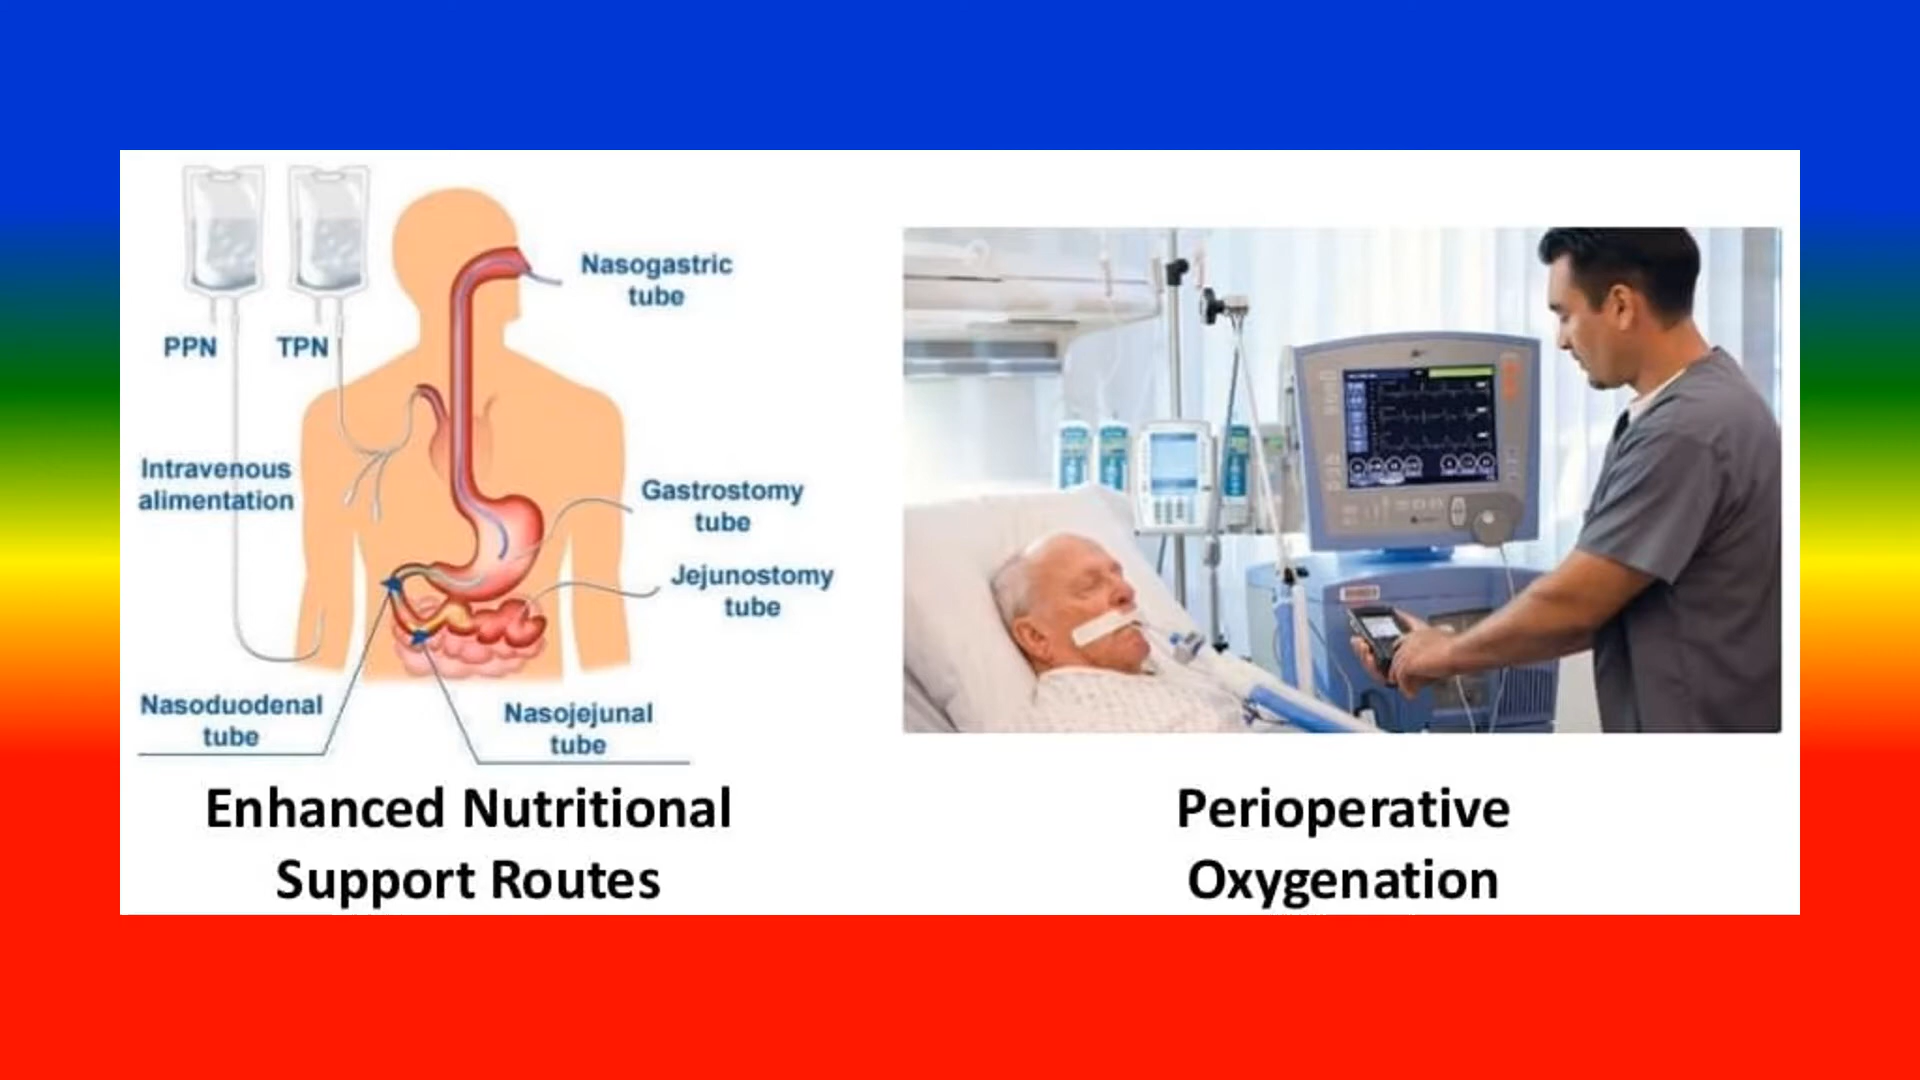 Nasogastric
tube
PPN
TPN
Intravenous
alimentation
Gastrostomy
tube
Jejunostomy
tube
Nasoduodenal
tube
Nasojejunal
tube
Enhanced Nutritional
Support Routes
Perioperative
Oxygenation